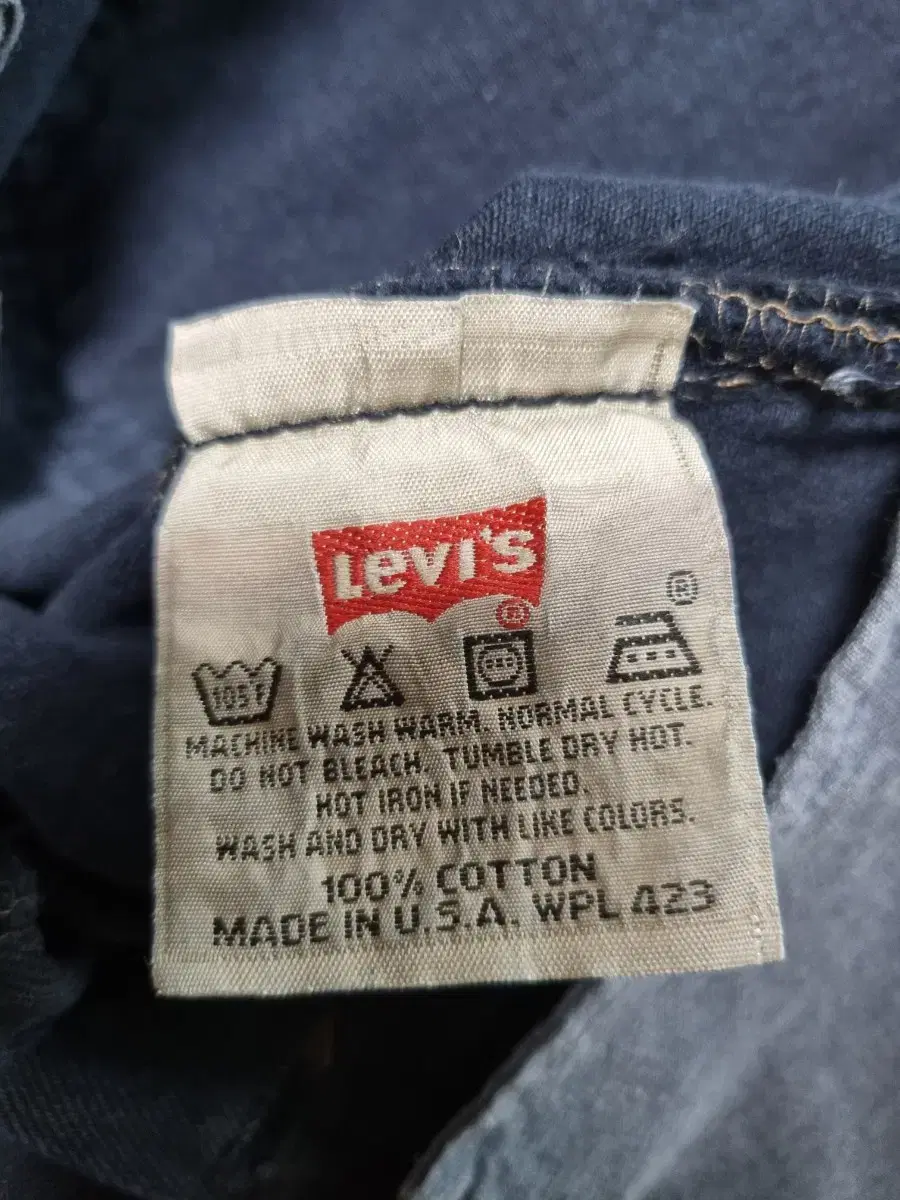 Levi's
®
®
105F
MACHINE WASH WARM. NORMAL CYCLE.
DO NOT BLEACH. TUMBLE DRY HOT.
HOT IRON IF NEEDED.
WASH AND DRY WITH LIKE COLORS.
100% COTTON
MADE IN U.S.A. WPL 423